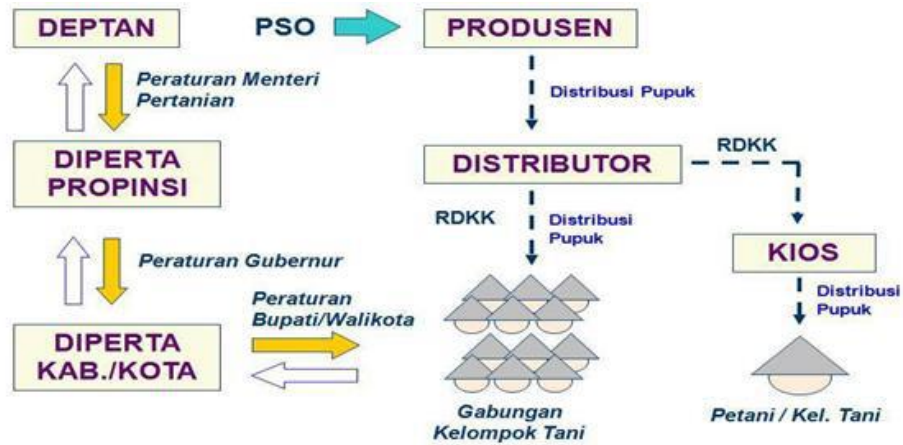 DEPTAN
PSO
PRODUSEN
Peraturan Menteri
Pertanian
Distribusi Pupuk
DIPERTA
PROPINSI
DISTRIBUTOR
RDKK
RDKK
Distribusi
Pupuk
KIOS
Peraturan Gubernur
Distribusi
Pupuk
Peraturan
Bupati/Walikota
DIPERTA
KAB./KOTA
Gabungan
Kelompok Tani
Petani / Kel. Tani